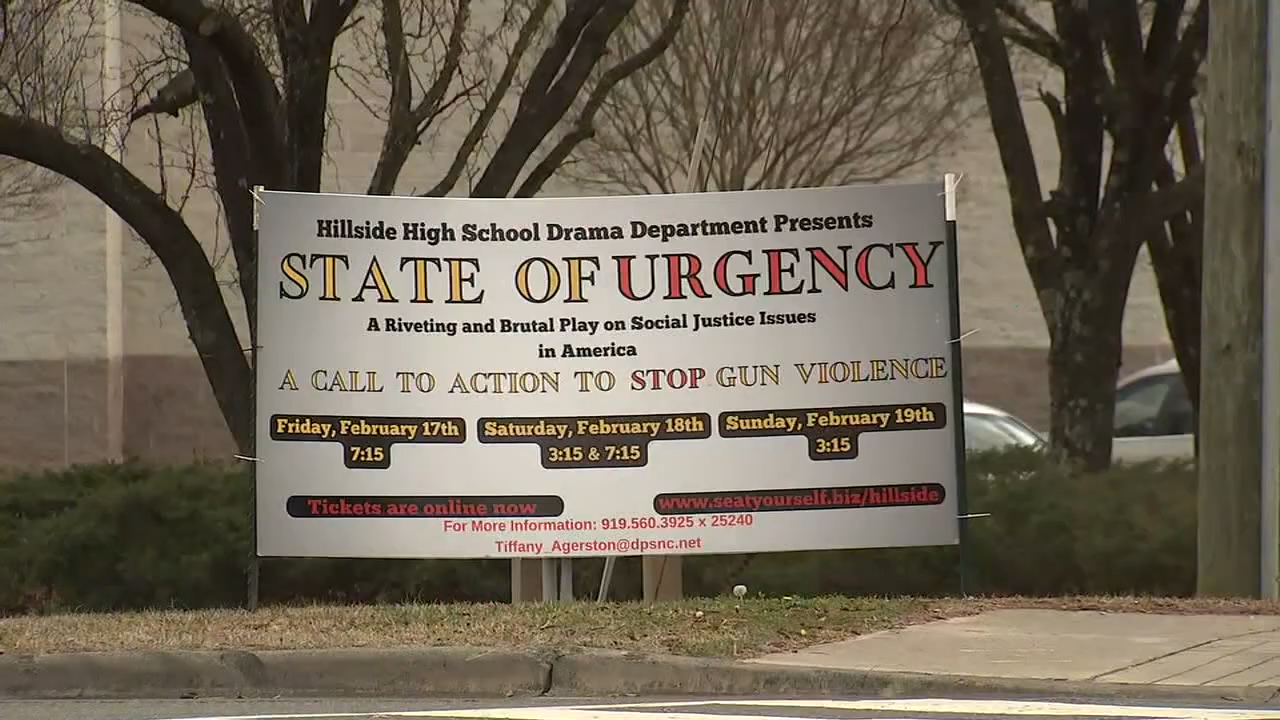 Hillside High School Drama Department Presents
STATE OF URGENCY
A Riveting and Brutal Play on Social Justice Issues
in America
A CALL TO ACTION TO STOP GUN VIOLENCE
Friday, February 17th
7:15
Saturday, February 18th
3:15 & 7:15
Sunday, February 19th
3:15
Tickets are online now
www.seatyourself.biz/hillside
For More Information: 919.560.3925 x 25240
Tiffany_Agerston@dpsnc.net